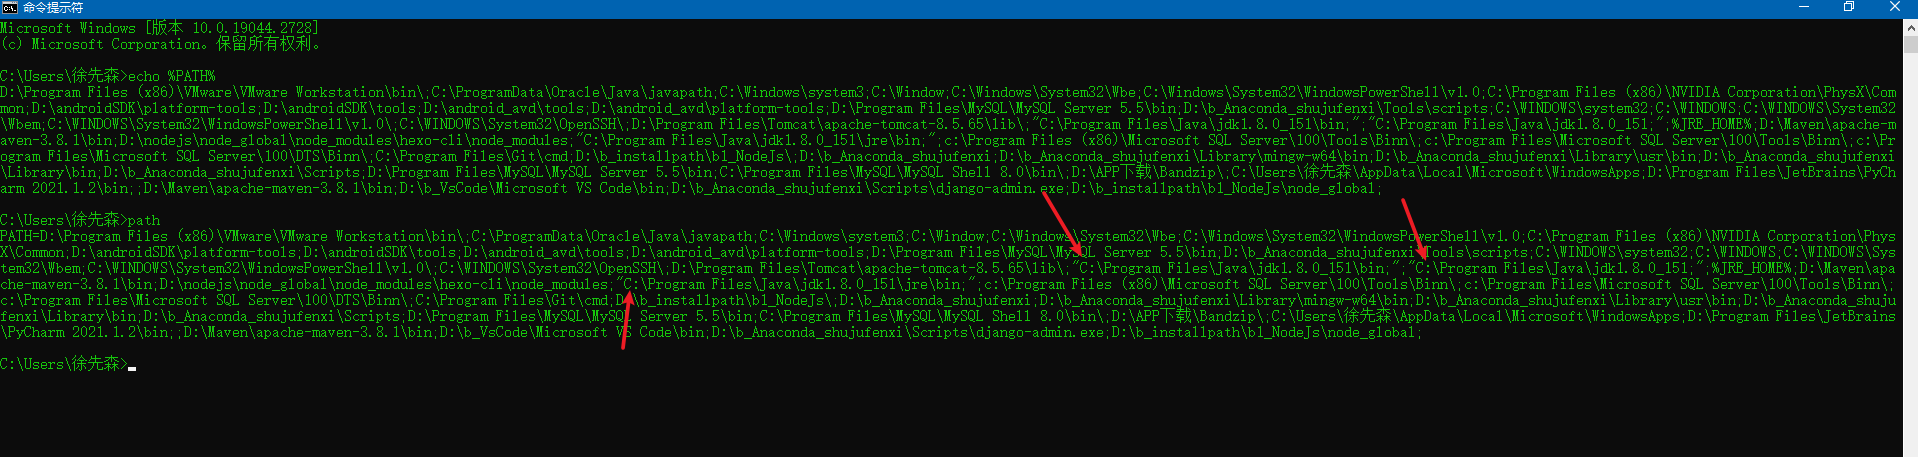 命令提示符
Microsoft Windows [版本 10.0.19044.2728]
(c) Microsoft Corporation。保留所有权利。
C:\Users\徐先森>echo %PATH%
D:\Program Files (x86)\VMware\VMware Workstation\bin\;C:\ProgramData\Oracle\Java\javapath;C:\Windows\system3;C:\Window;C:\Windows\System32\Wbe;C:\Windows\System32\WindowsPowerShell\v1.0;C:\Program Files (x86)\NVIDIA Corporation\PhysX\Com
mon;D:\androidSDK\platform-tools;D:\androidSDK\tools;D:\android_avd\tools;D:\android_avd\platform-tools;D:\Program Files\MySQL\MySQL Server 5.5\bin;D:\b_Anaconda_shujufenxi\Tools\scripts;C:\WINDOWS\system32;C:\WINDOWS;C:\WINDOWS\System32
\Wbem;C:\WINDOWS\System32\WindowsPowerShell\v1.0\;C:\WINDOWS\System32\OpenSSH\;D:\Program Files\Tomcat\apache-tomcat-8.5.65\lib\;"C:\Program Files\Java\jdk1.8.0_151\bin;";"C:\Program Files\Java\jdk1.8.0_151;";%JRE_HOME%;D:\Maven\apache-m
aven-3.8.1\bin;D:\nodejs\node_global\node_modules\hexo-cli\node_modules;"C:\Program Files\Java\jdk1.8.0_151\jre\bin;";c:\Program Files (x86)\Microsoft SQL Server\100\Tools\Binn\;c:\Program Files\Microsoft SQL Server\100\Tools\Binn\;c:\Pr
ogram Files\Microsoft SQL Server\100\DTS\Binn\;C:\Program Files\Git\cmd;D:\b_installpath\b1_NodeJs\;D:\b_Anaconda_shujufenxi;D:\b_Anaconda_shujufenxi\Library\mingw-w64\bin;D:\b_Anaconda_shujufenxi\Library\usr\bin;D:\b_Anaconda_shujufenxi
\Library\bin;D:\b_Anaconda_shujufenxi\Scripts;D:\Program Files\MySQL\MySQL Server 5.5\bin;C:\Program Files\MySQL\MySQL Shell 8.0\bin\;D:\APP下载\Bandzip\;C:\Users\徐先森\AppData\Local\Microsoft\WindowsApps;D:\Program Files\JetBrains\PyCh
arm 2021.1.2\bin;;D:\Maven\apache-maven-3.8.1\bin;D:\b_VsCode\Microsoft VS Code\bin;D:\b_Anaconda_shujufenxi\Scripts\django-admin.exe;D:\b_installpath\b1_NodeJs\node_global;
C:\Users\徐先森>path
PATH=D:\Program Files (x86)\VMware\VMware Workstation\bin\;C:\ProgramData\Oracle\Java\javapath;C:\Windows\system3;C:\Window;C:\Windows\System32\Wbe;C:\Windows\System32\WindowsPowerShell\v1.0;C:\Program Files (x86)\NVIDIA Corporation\Phys
X\Common;D:\androidSDK\platform-tools;D:\androidSDK\tools;D:\android_avd\tools;D:\android_avd\platform-tools;D:\Program Files\MySQL\MySQL Server 5.5\bin;D:\b_Anaconda_shujufenxi\Tools\scripts;C:\WINDOWS\system32;C:\WINDOWS;C:\WINDOWS\Sys
tem32\Wbem;C:\WINDOWS\System32\WindowsPowerShell\v1.0\;C:\WINDOWS\System32\OpenSSH\;D:\Program Files\Tomcat\apache-tomcat-8.5.65\lib\;"C:\Program Files\Java\jdk1.8.0_151\bin;";"C:\Program Files\Java\jdk1.8.0_151;";%JRE_HOME%;D:\Maven\apa
che-maven-3.8.1\bin;D:\nodejs\node_global\node_modules\hexo-cli\node_modules;"C:\Program Files\Java\jdk1.8.0_151\jre\bin;";c:\Program Files (x86)\Microsoft SQL Server\100\Tools\Binn\;c:\Program Files\Microsoft SQL Server\100\Tools\Binn\;
c:\Program Files\Microsoft SQL Server\100\DTS\Binn\;C:\Program Files\Git\cmd;D:\b_installpath\b1_NodeJs\;D:\b_Anaconda_shujufenxi;D:\b_Anaconda_shujufenxi\Library\mingw-w64\bin;D:\b_Anaconda_shujufenxi\Library\usr\bin;D:\b_Anaconda_shuju
fenxi\Library\bin;D:\b_Anaconda_shujufenxi\Scripts;D:\Program Files\MySQL\MySQL Server 5.5\bin;C:\Program Files\MySQL\MySQL Shell 8.0\bin\;D:\APP下载\Bandzip\;C:\Users\徐先森\AppData\Local\Microsoft\WindowsApps;D:\Program Files\JetBrains
\PyCharm 2021.1.2\bin;;D:\Maven\apache-maven-3.8.1\bin;D:\b_VsCode\Microsoft VS Code\bin;D:\b_Anaconda_shujufenxi\Scripts\django-admin.exe;D:\b_installpath\b1_NodeJs\node_global;
C:\Users\徐先森>